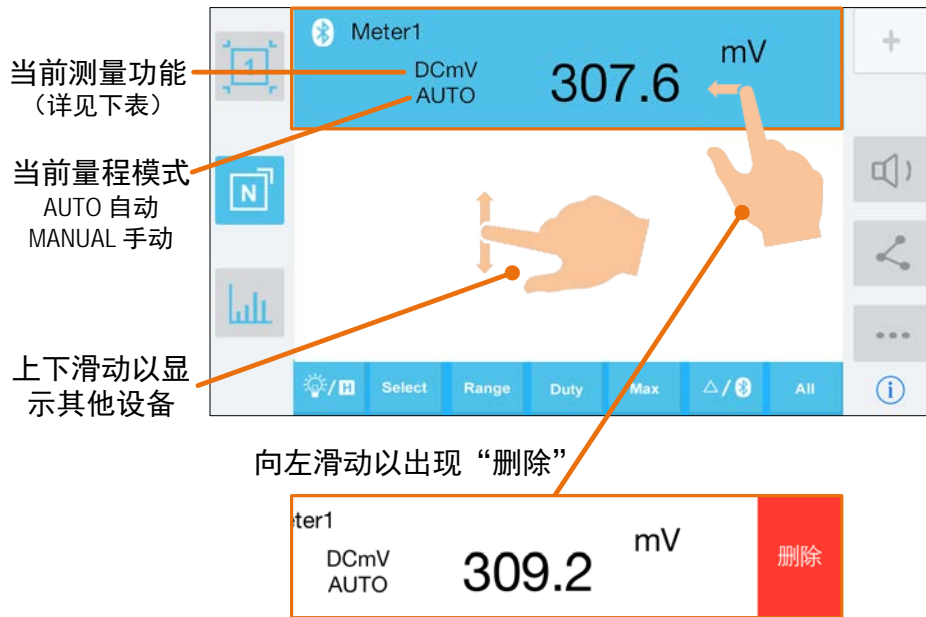 Meter1
当前测量功能
（详见下表）
DCmV
AUTO
307.6
mV
1
+
当前量程模式
AUTO 自动
MANUAL 手动
N
上下滑动以显
示其他设备
/H Select Range Duty Max △/ All
i
向左滑动以出现“删除”
ter1
DCmV
AUTO
309.2
mV
删除